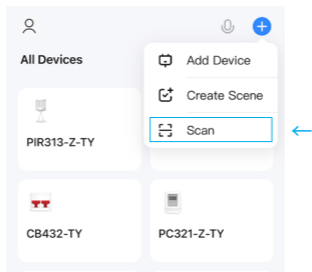 All Devices
Add Device
Create Scene
Scan
PIR313-Z-TY
CB432-TY
PC321-Z-TY